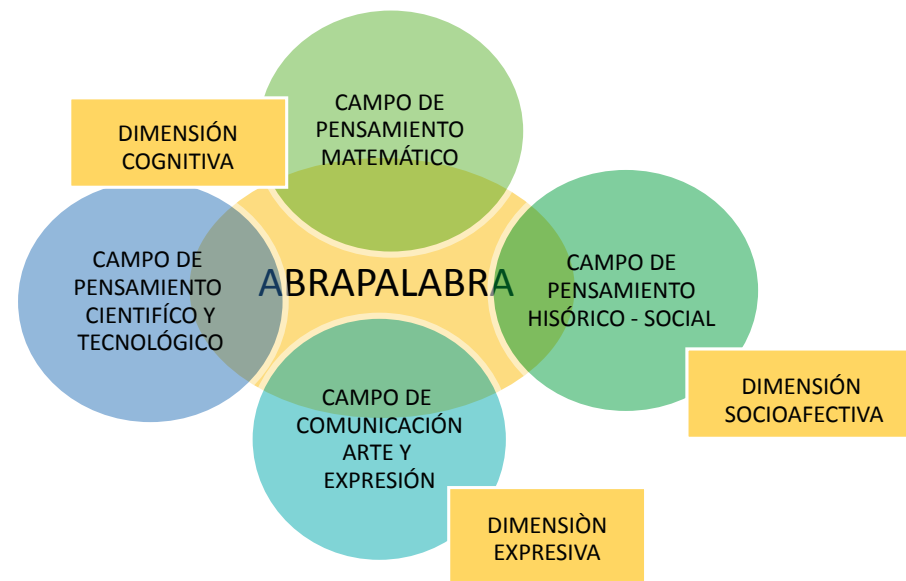 CAMPO DE
PENSAMIENTO
MATEMÁTICO
DIMENSIÓN
COGNITIVA
CAMPO DE
PENSAMIENTO
CIENTIFÍCO Y
TECNOLÓGICO
ABRAPALABRA
CAMPO DE
PENSAMIENTO
HISÓRICO - SOCIAL
DIMENSIÓN
SOCIOAFECTIVA
CAMPO DE
COMUNICACIÓN
ARTE Y
EXPRESIÓN
DIMENSIÒN
EXPRESIVA